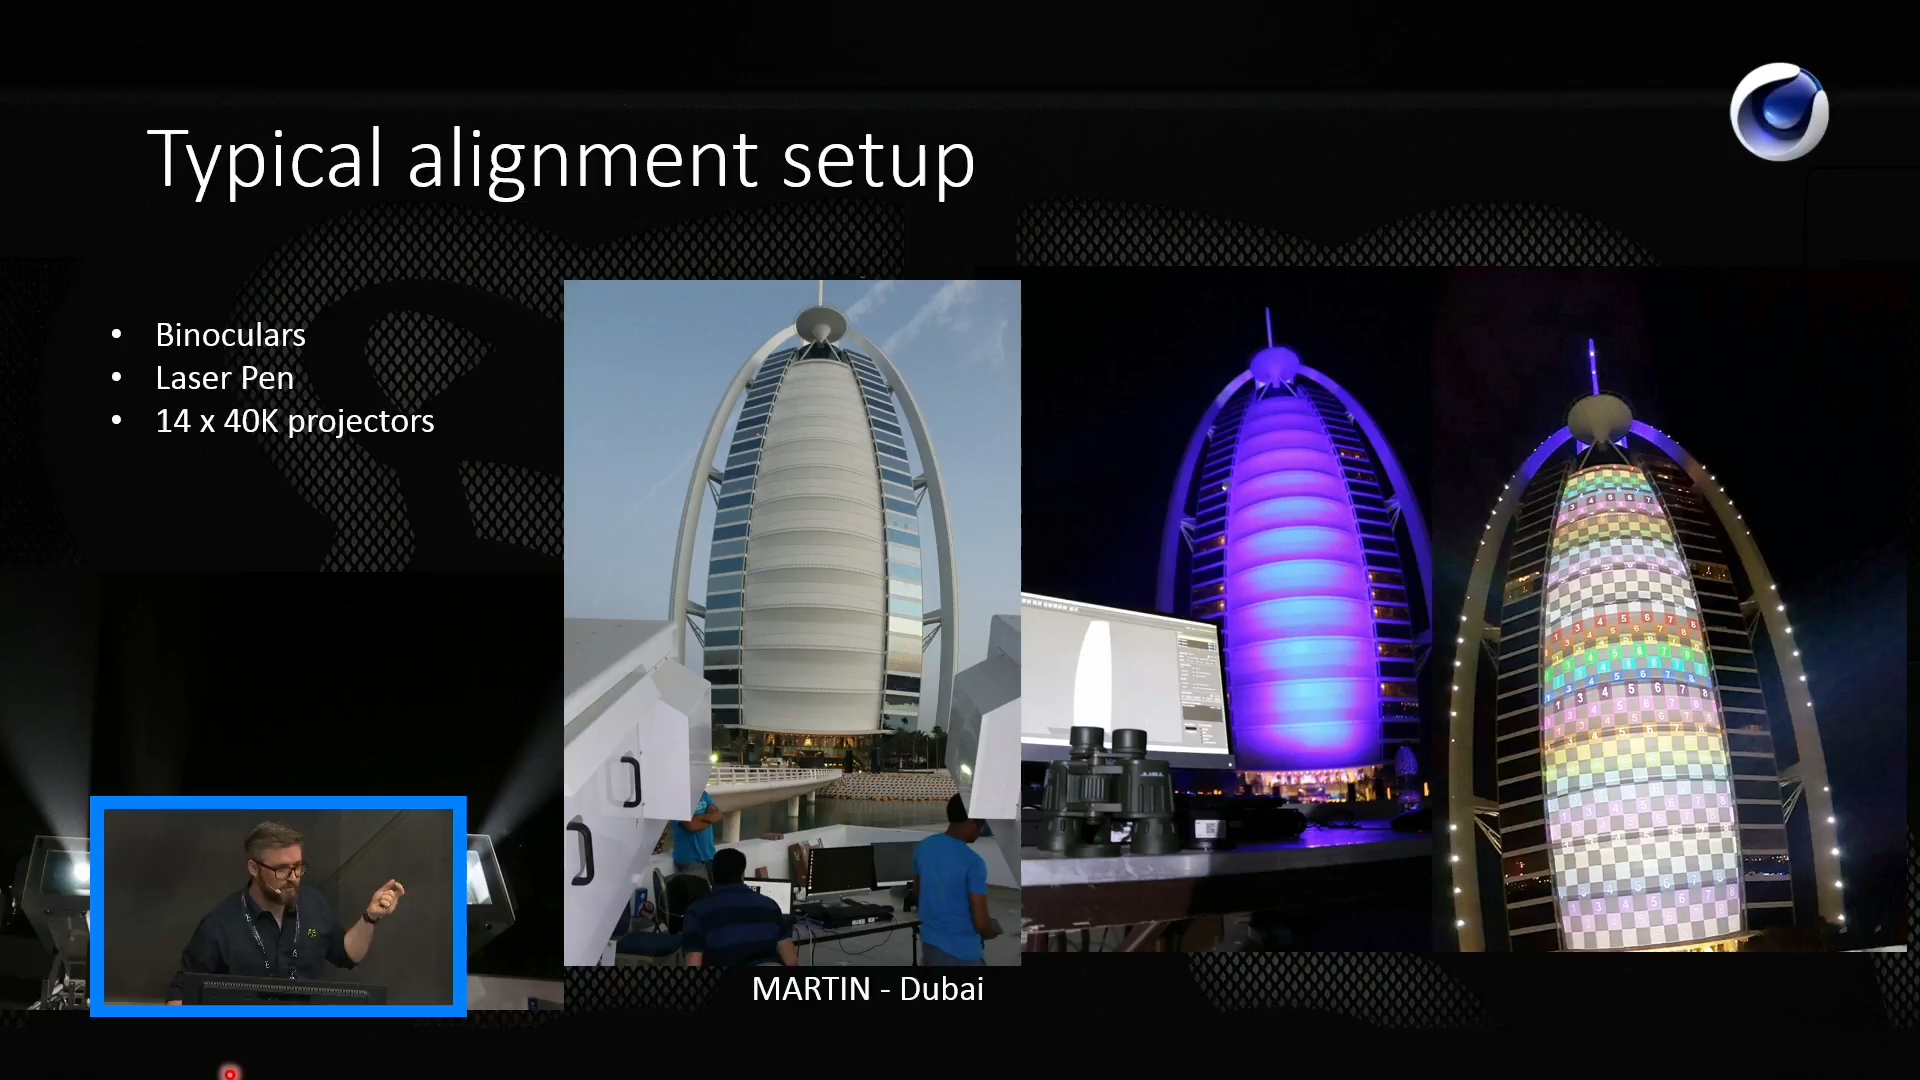 Typical alignment setup
• Binoculars
• Laser Pen
• 14 x 40K projectors
MARTIN - Dubai